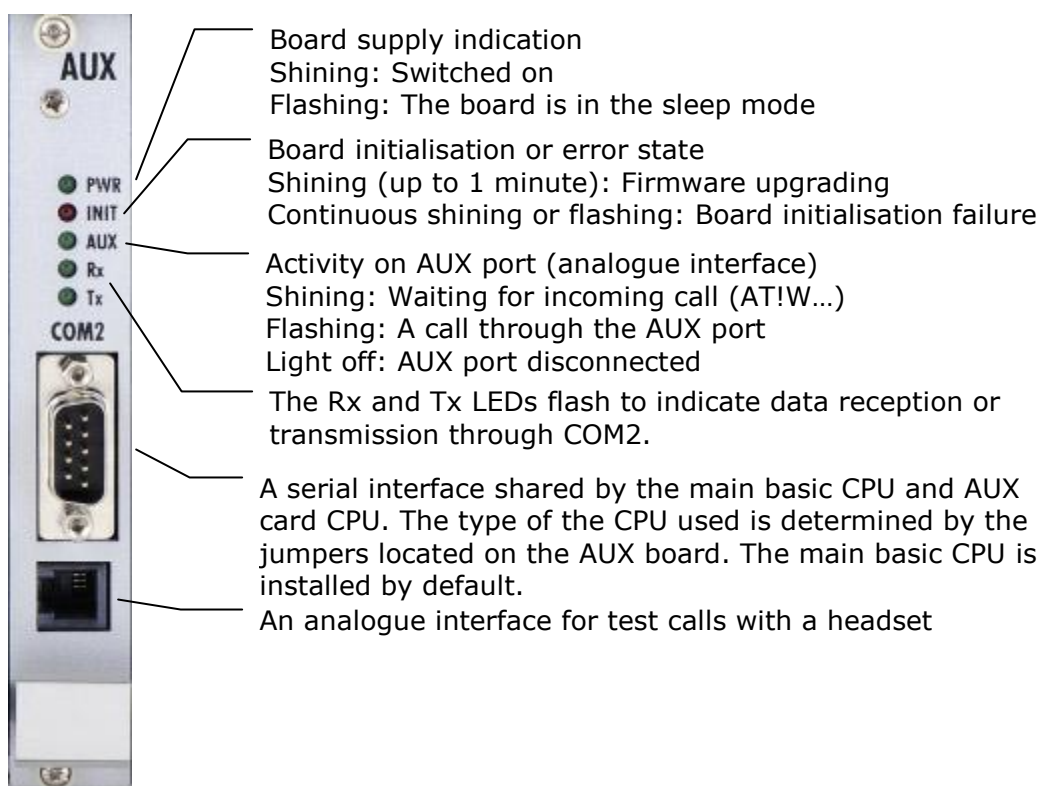 AUX
PWR
INIT
AUX
Rx
Tx
COM2
Board supply indication
Shining: Switched on
Flashing: The board is in the sleep mode
Board initialisation or error state
Shining (up to 1 minute): Firmware upgrading
Continuous shining or flashing: Board initialisation failure
Activity on AUX port (analogue interface)
Shining: Waiting for incoming call (AT!W…)
Flashing: A call through the AUX port
Light off: AUX port disconnected
The Rx and Tx LEDs flash to indicate data reception or
transmission through COM2.
A serial interface shared by the main basic CPU and AUX
card CPU. The type of the CPU used is determined by the
jumpers located on the AUX board. The main basic CPU is
installed by default.
An analogue interface for test calls with a headset